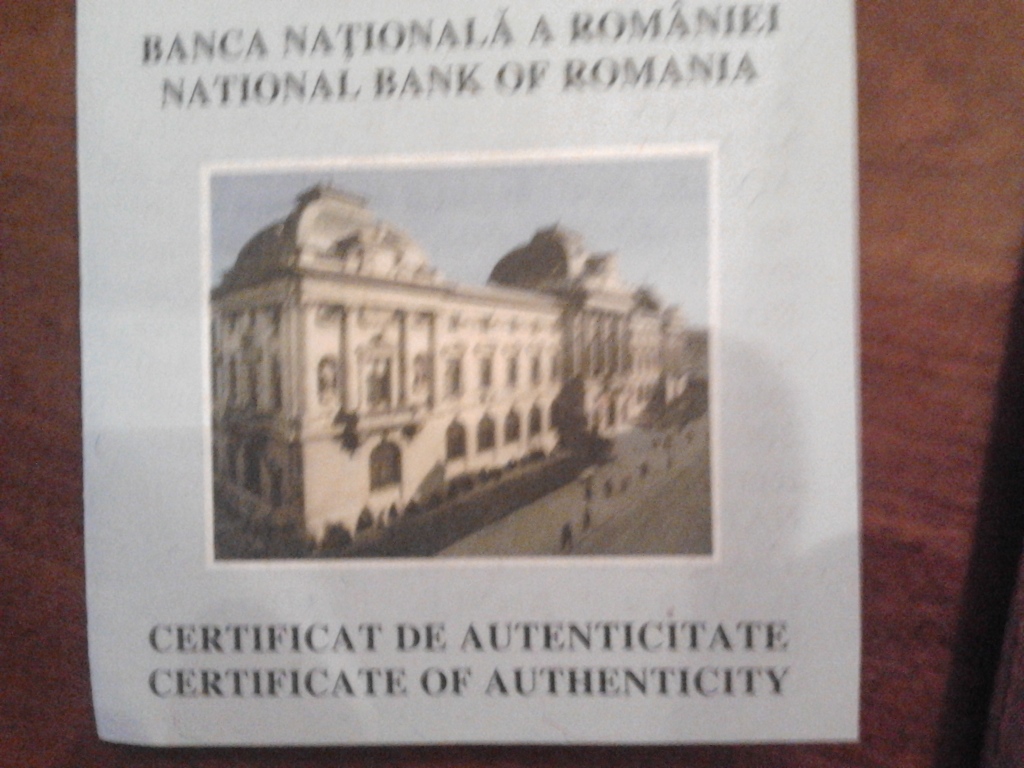 BANCA NAȚIONALĂ A ROMÂNIEI
NATIONAL BANK OF ROMANIA
CERTIFICAT DE AUTENTICITATE
CERTIFICATE OF AUTHENTICITY